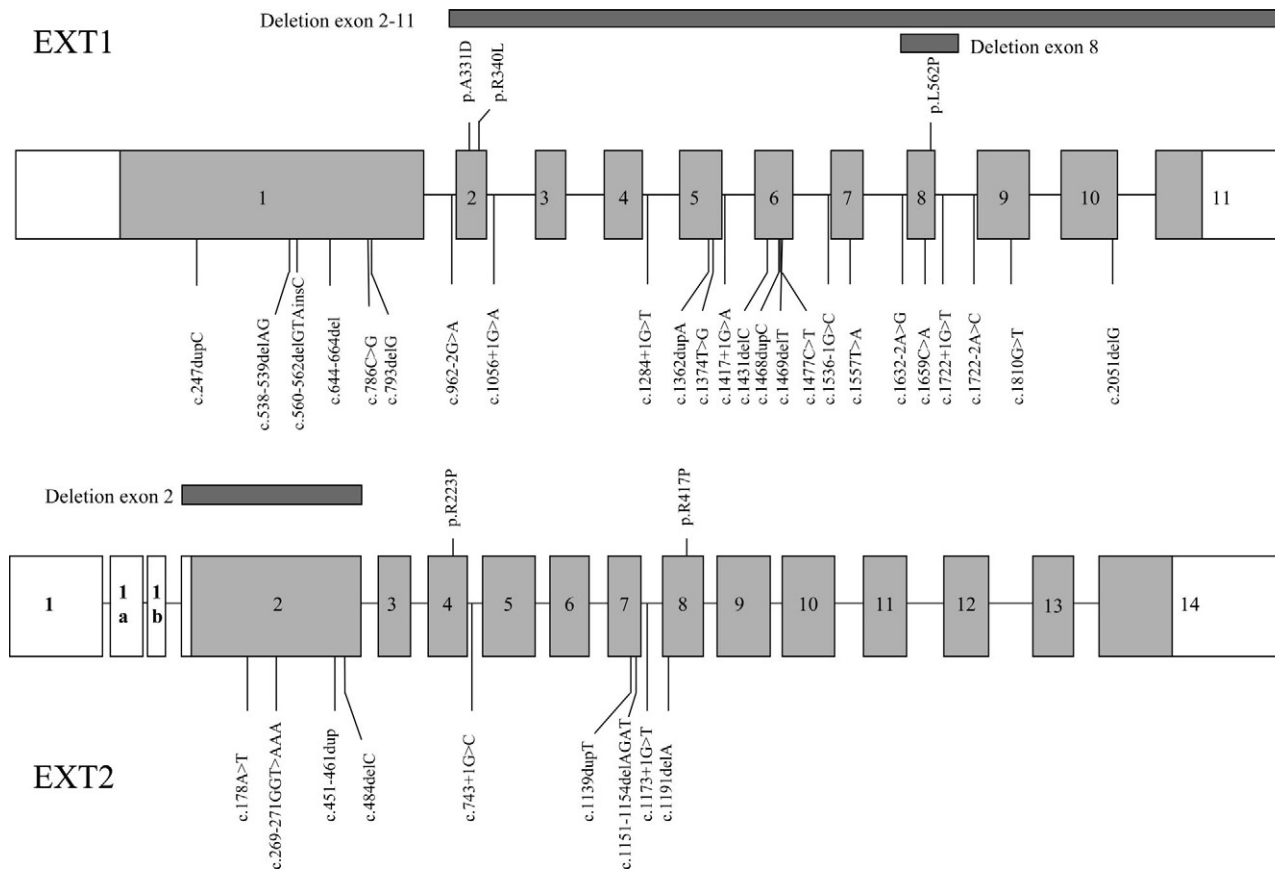 Deletion exon 2-11
EXT1
Deletion exon 8
p.A331D
p.R340L
p.L562P
1
2
3
4
5
6
7
8
9
10
11
c.247dupC
c.538-539delAG
c.560-562delGTAinsC
c.644-664del
c.786C>G
c.793delG
c.962-2G>A
c.1056+1G>A
c.1284+1G>T
c.1362dupA
c.1374T>G
c.1417+1G>A
c.1431delC
c.1468dupC
c.1469delT
c.1477C>T
c.1536-1G>C
c.1557T>A
c.1632-2A>G
c.1659C>A
c.1722+1G>T
c.1722-2A>C
c.1810G>T
c.2051delG
Deletion exon 2
p.R223P
p.R417P
1
1a
1b
2
3
4
5
6
7
8
9
10
11
12
13
14
c.178A>T
c.269-271GGT>AAA
c.451-461dup
c.484delC
c.743+1G>C
c.1139dupT
c.1151-1154delAGAT
c.1173+1G>T
c.1191delA
EXT2